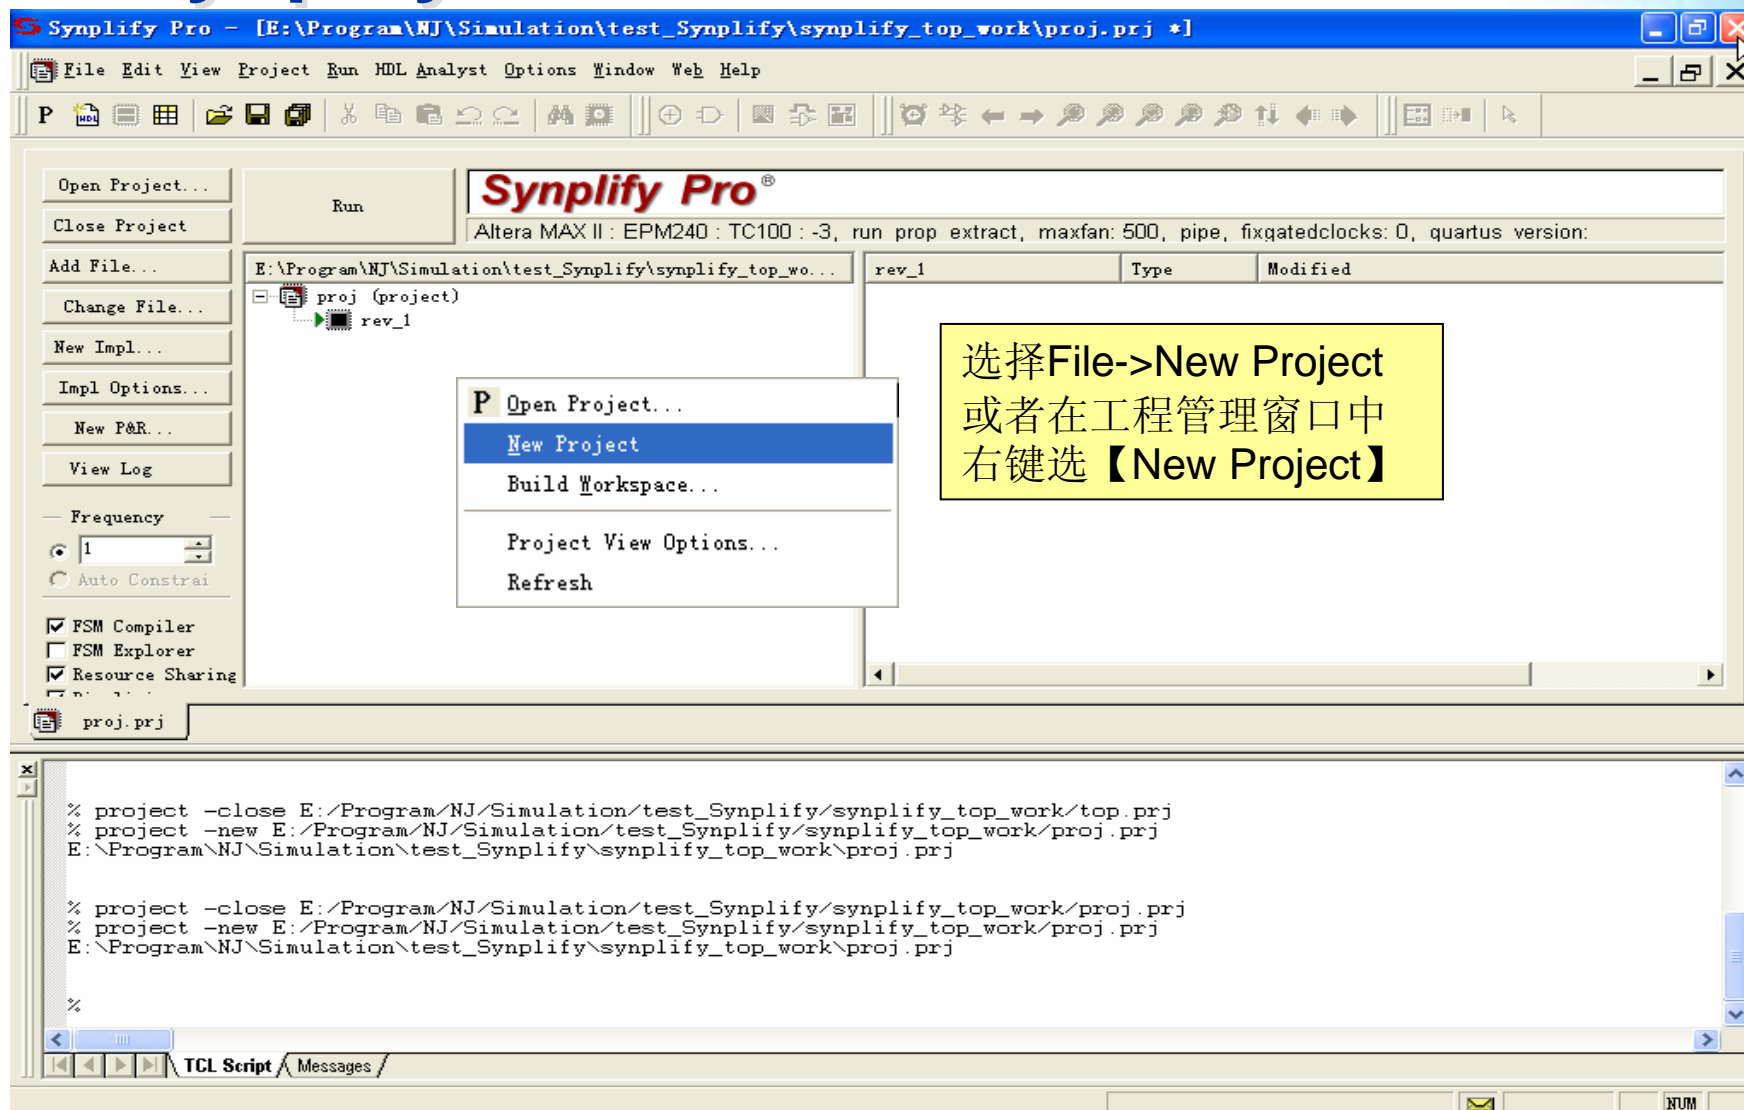 Synplify Pro - [E:\Program\NJ\Simulation\test_Synplify\synplify_top_work\proj.prj *]
File Edit View Project Run HDL Analyst Options Window Web Help
P
Open Project...
Close Project
Add File...
Change File...
New Impl...
Impl Options...
New P&R...
View Log
Frequency
1
Auto Constrai
FSM Compiler
FSM Explorer
Resource Sharing
Run
Synplify Pro®
Altera MAX II : EPM240 : TC100 : -3, run_prop_extract, maxfan: 500, pipe, fixgatedclocks: 0, quartus_version:
E:\Program\NJ\Simulation\test_Synplify\synplify_top_wo...
proj (project)
rev_1
rev_1 Type Modified
P Open Project...
New Project
Build Workspace...
Project View Options...
Refresh
选择File->New Project
或者在工程管理窗口中
右键选【New Project】
proj.prj
% project -close E:/Program/NJ/Simulation/test_Synplify/synplify_top_work/top.prj
% project -new E:/Program/NJ/Simulation/test_Synplify/synplify_top_work/proj.prj
E:\Program\NJ\Simulation\test_Synplify\synplify_top_work\proj.prj
% project -close E:/Program/NJ/Simulation/test_Synplify/synplify_top_work/proj.prj
% project -new E:/Program/NJ/Simulation/test_Synplify/synplify_top_work/proj.prj
E:\Program\NJ\Simulation\test_Synplify\synplify_top_work\proj.prj
%
TCL Script Messages
NUM